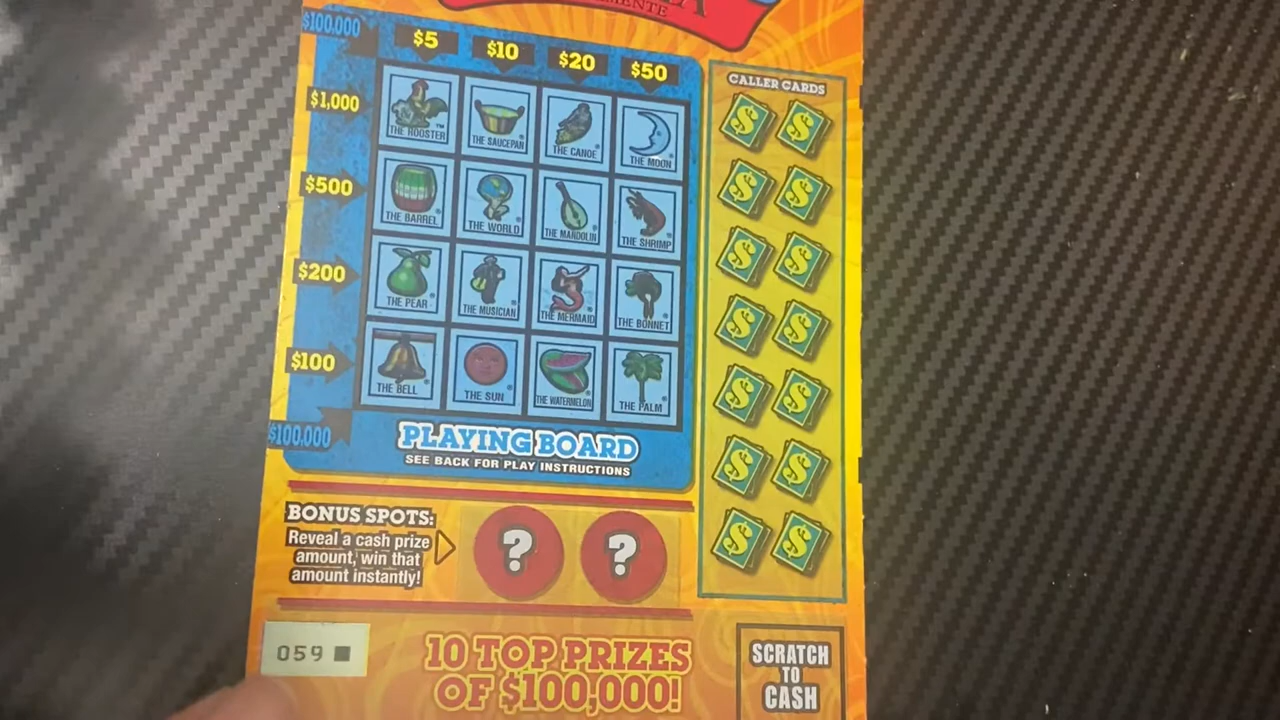 MENTE
$100.000
$5 $10 $20 $50
CALLER CARDS
$1,000
THE ROOSTER™
THE SAUCEPAN®
THE CANOE®
THE MOON®
$500
THE BARREL®
THE WORLD®
THE MANDOLIN®
THE SHRIMP®
$200
THE PEAR®
THE MUSICIAN®
THE MERMAID®
THE BONNET®
$100
THE BELL®
THE SUN®
THE WATERMELON®
THE PALM®
$100.000
PLAYING BOARD
SEE BACK FOR PLAY INSTRUCTIONS
$ $
$ $
$ $
$ $
$ $
$ $
$ $
BONUS SPOTS:
Reveal a cash prize
amount, win that
amount instantly!
? ?
059
10 TOP PRIZES
OF $100,000!
SCRATCH
TO
CASH